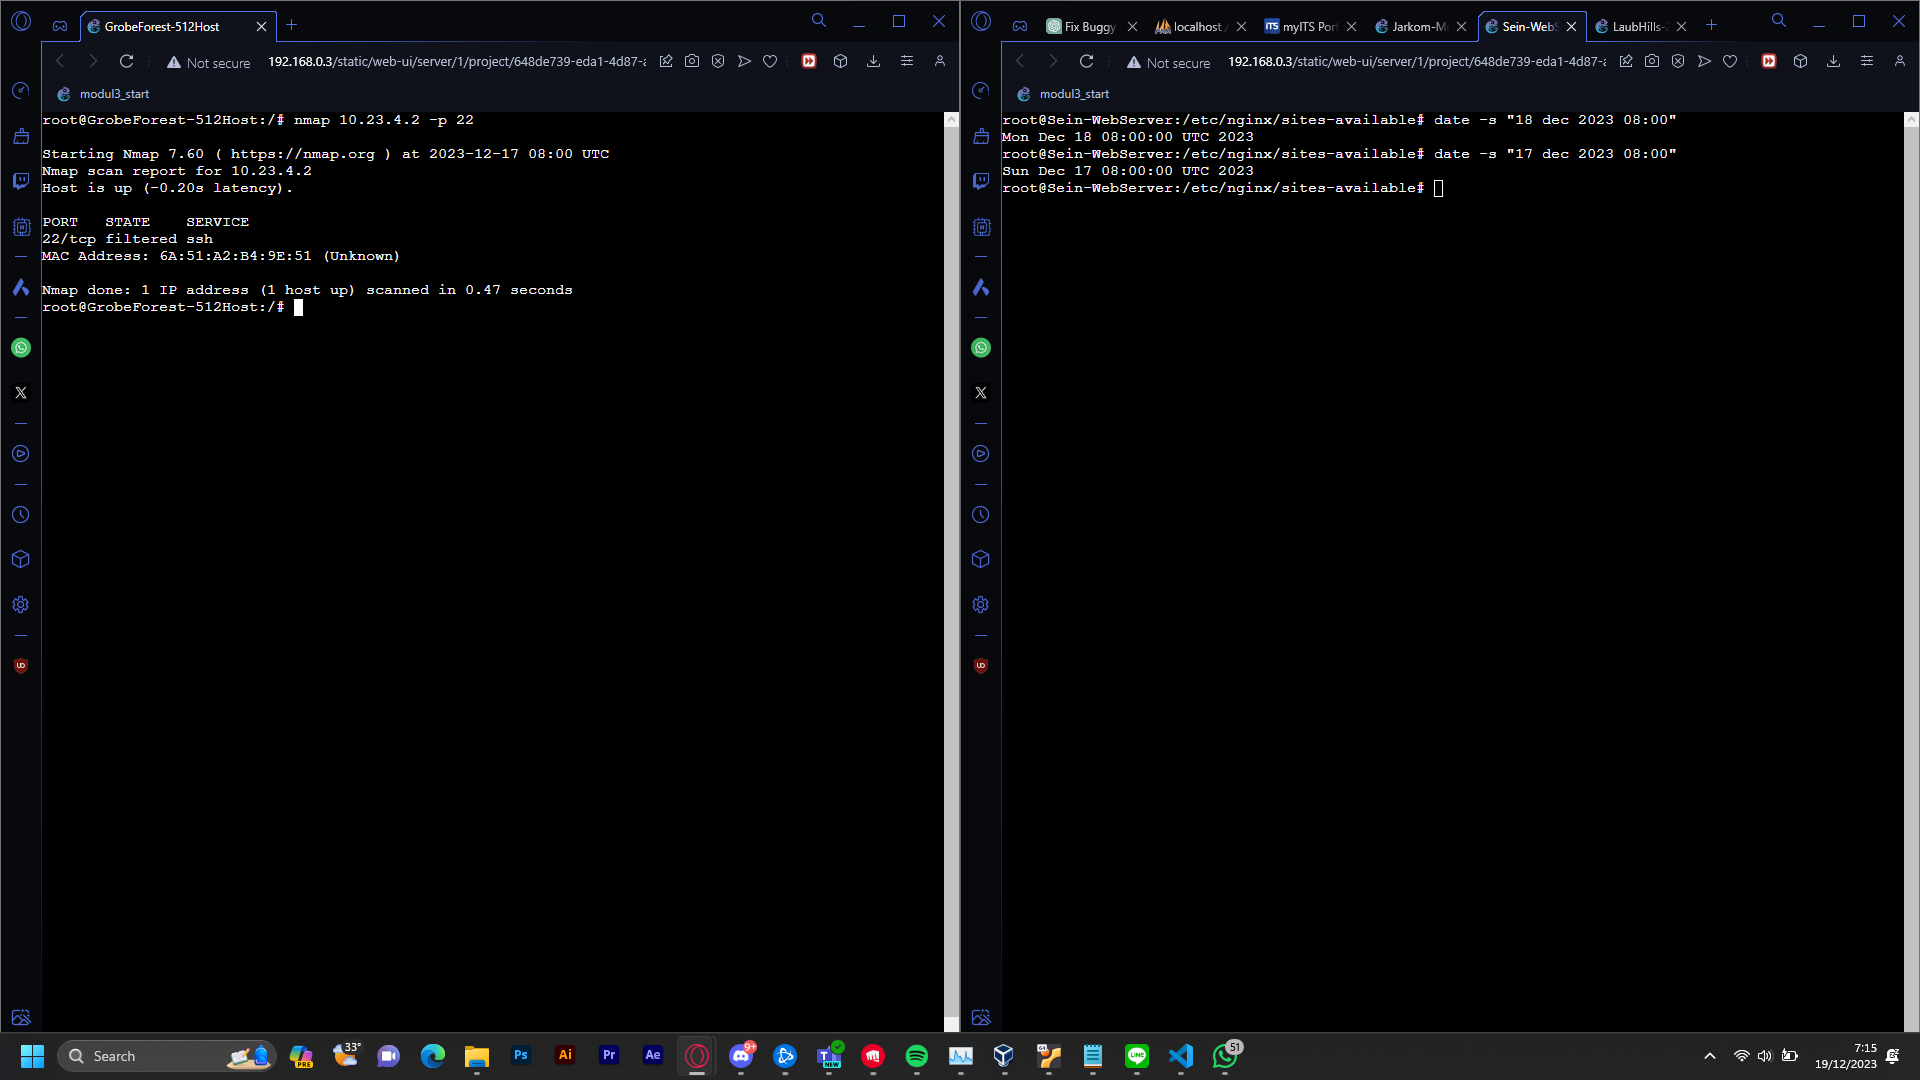 GrobeForest-512Host
Not secure
192.168.0.3/static/web-ui/server/1/project/648de739-eda1-4d87-a
modul3_start
root@GrobeForest-512Host:/# nmap 10.23.4.2 -p 22
Starting Nmap 7.60 ( https://nmap.org ) at 2023-12-17 08:00 UTC
Nmap scan report for 10.23.4.2
Host is up (-0.20s latency).
PORT   STATE    SERVICE
22/tcp filtered ssh
MAC Address: 6A:51:A2:B4:9E:51 (Unknown)
Nmap done: 1 IP address (1 host up) scanned in 0.47 seconds
root@GrobeForest-512Host:/#
Fix Buggy
localhost /
myITS Port
Jarkom-Mo
Sein-WebS
LaubHills-2
Not secure
192.168.0.3/static/web-ui/server/1/project/648de739-eda1-4d87-a
modul3_start
root@Sein-WebServer:/etc/nginx/sites-available# date -s "18 dec 2023 08:00"
Mon Dec 18 08:00:00 UTC 2023
root@Sein-WebServer:/etc/nginx/sites-available# date -s "17 dec 2023 08:00"
Sun Dec 17 08:00:00 UTC 2023
root@Sein-WebServer:/etc/nginx/sites-available#
Search
PRE
33°
Ps
Ai
Pr
Ae
9+
NEW
LINE
51
7:15
19/12/2023